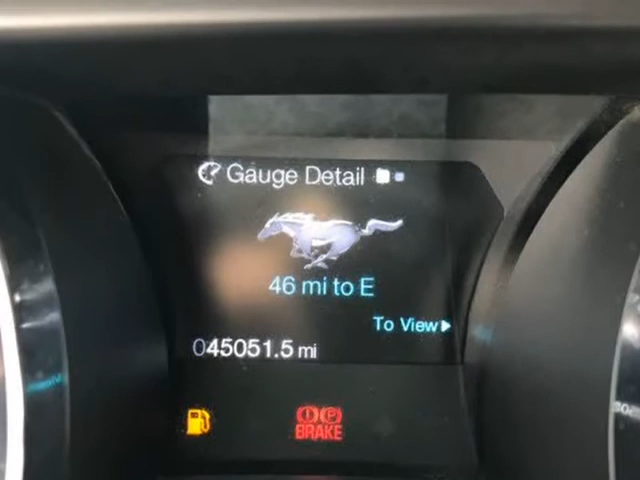 Gauge Detail
46 mi to E
To View
045051.5 mi
BRAKE